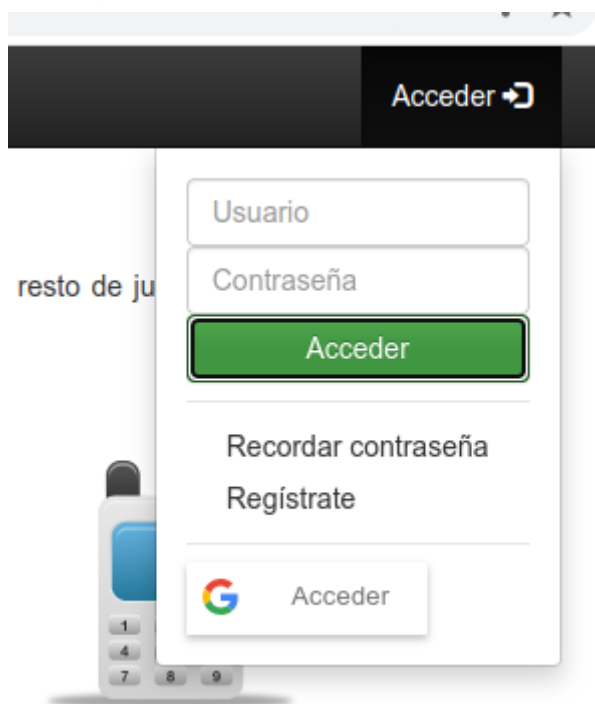 Acceder
Usuario
resto de ju
Contraseña
Acceder
Recordar contraseña
Regístrate
Acceder
1
4
7 8 9